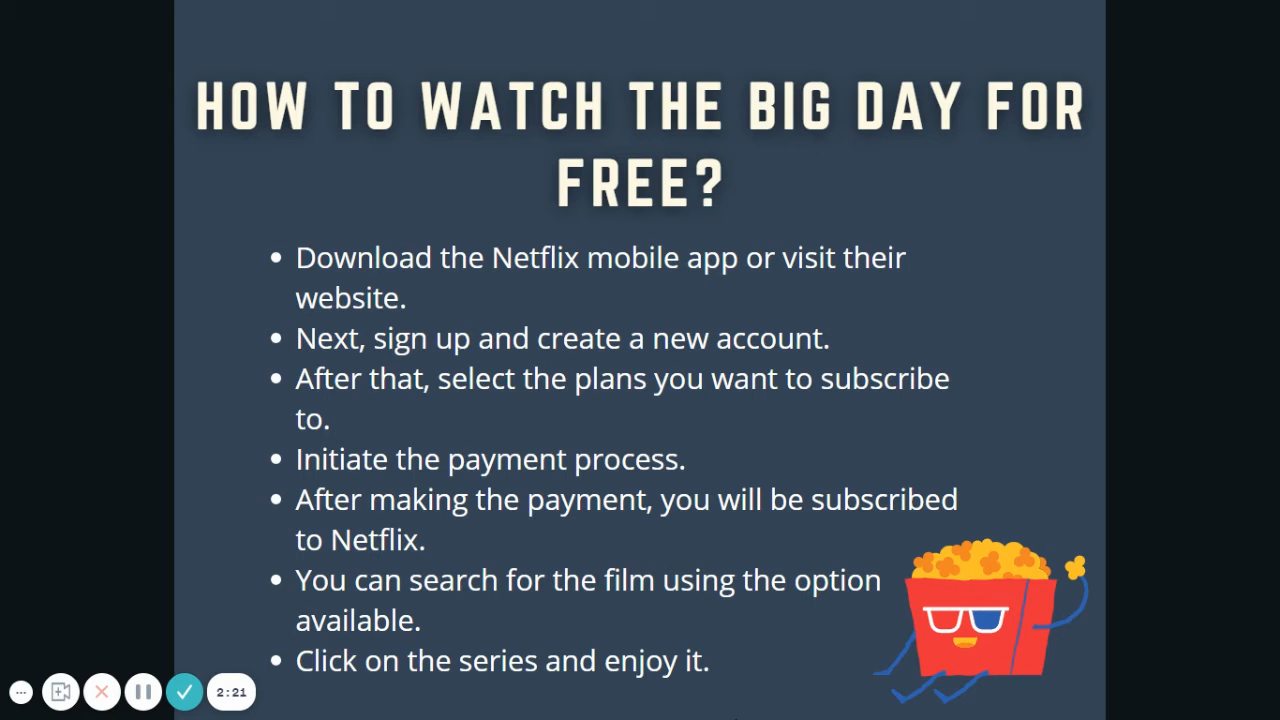 HOW TO WATCH THE BIG DAY FOR
FREE?
• Download the Netflix mobile app or visit their
website.
• Next, sign up and create a new account.
• After that, select the plans you want to subscribe
to.
• Initiate the payment process.
• After making the payment, you will be subscribed
to Netflix.
• You can search for the film using the option
available.
• Click on the series and enjoy it.
2:21